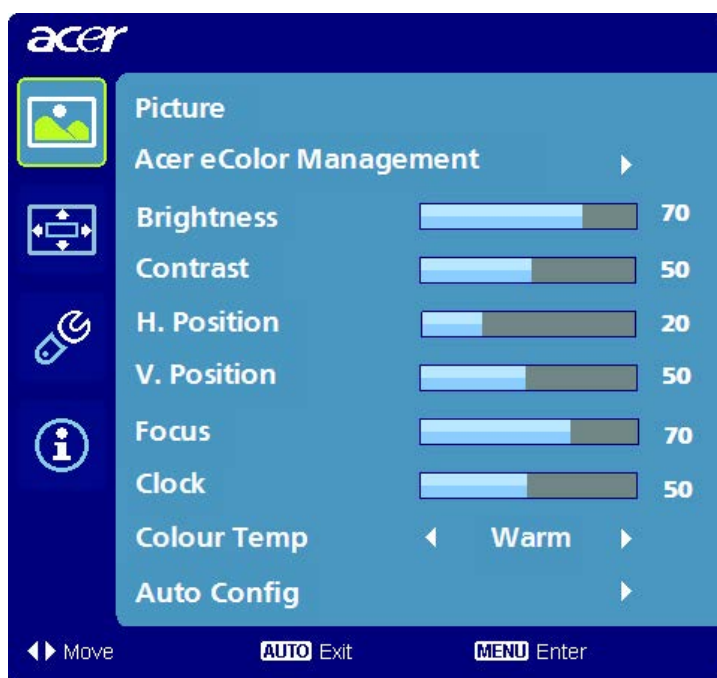 acer
Picture
Acer eColor Management
Brightness 70
Contrast 50
H. Position 20
V. Position 50
Focus 70
Clock 50
Colour Temp Warm
Auto Config
Move AUTO Exit MENU Enter